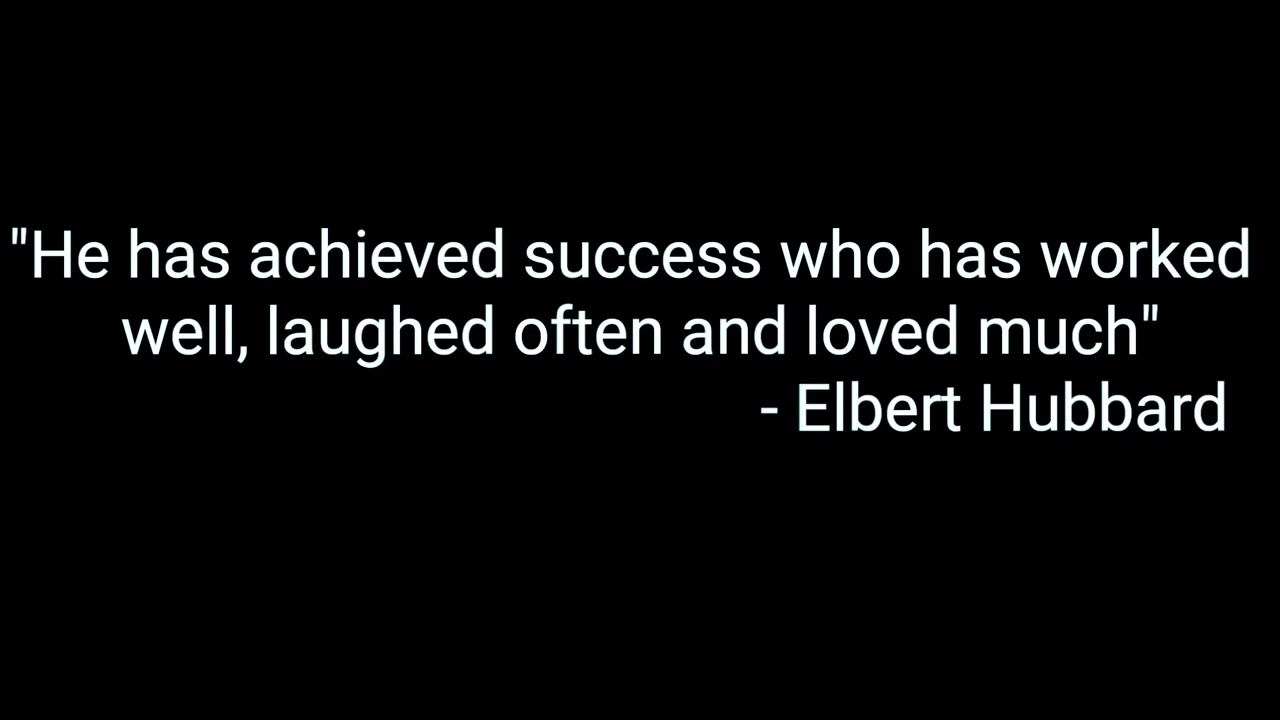 "He has achieved success who has worked
well, laughed often and loved much"
- Elbert Hubbard